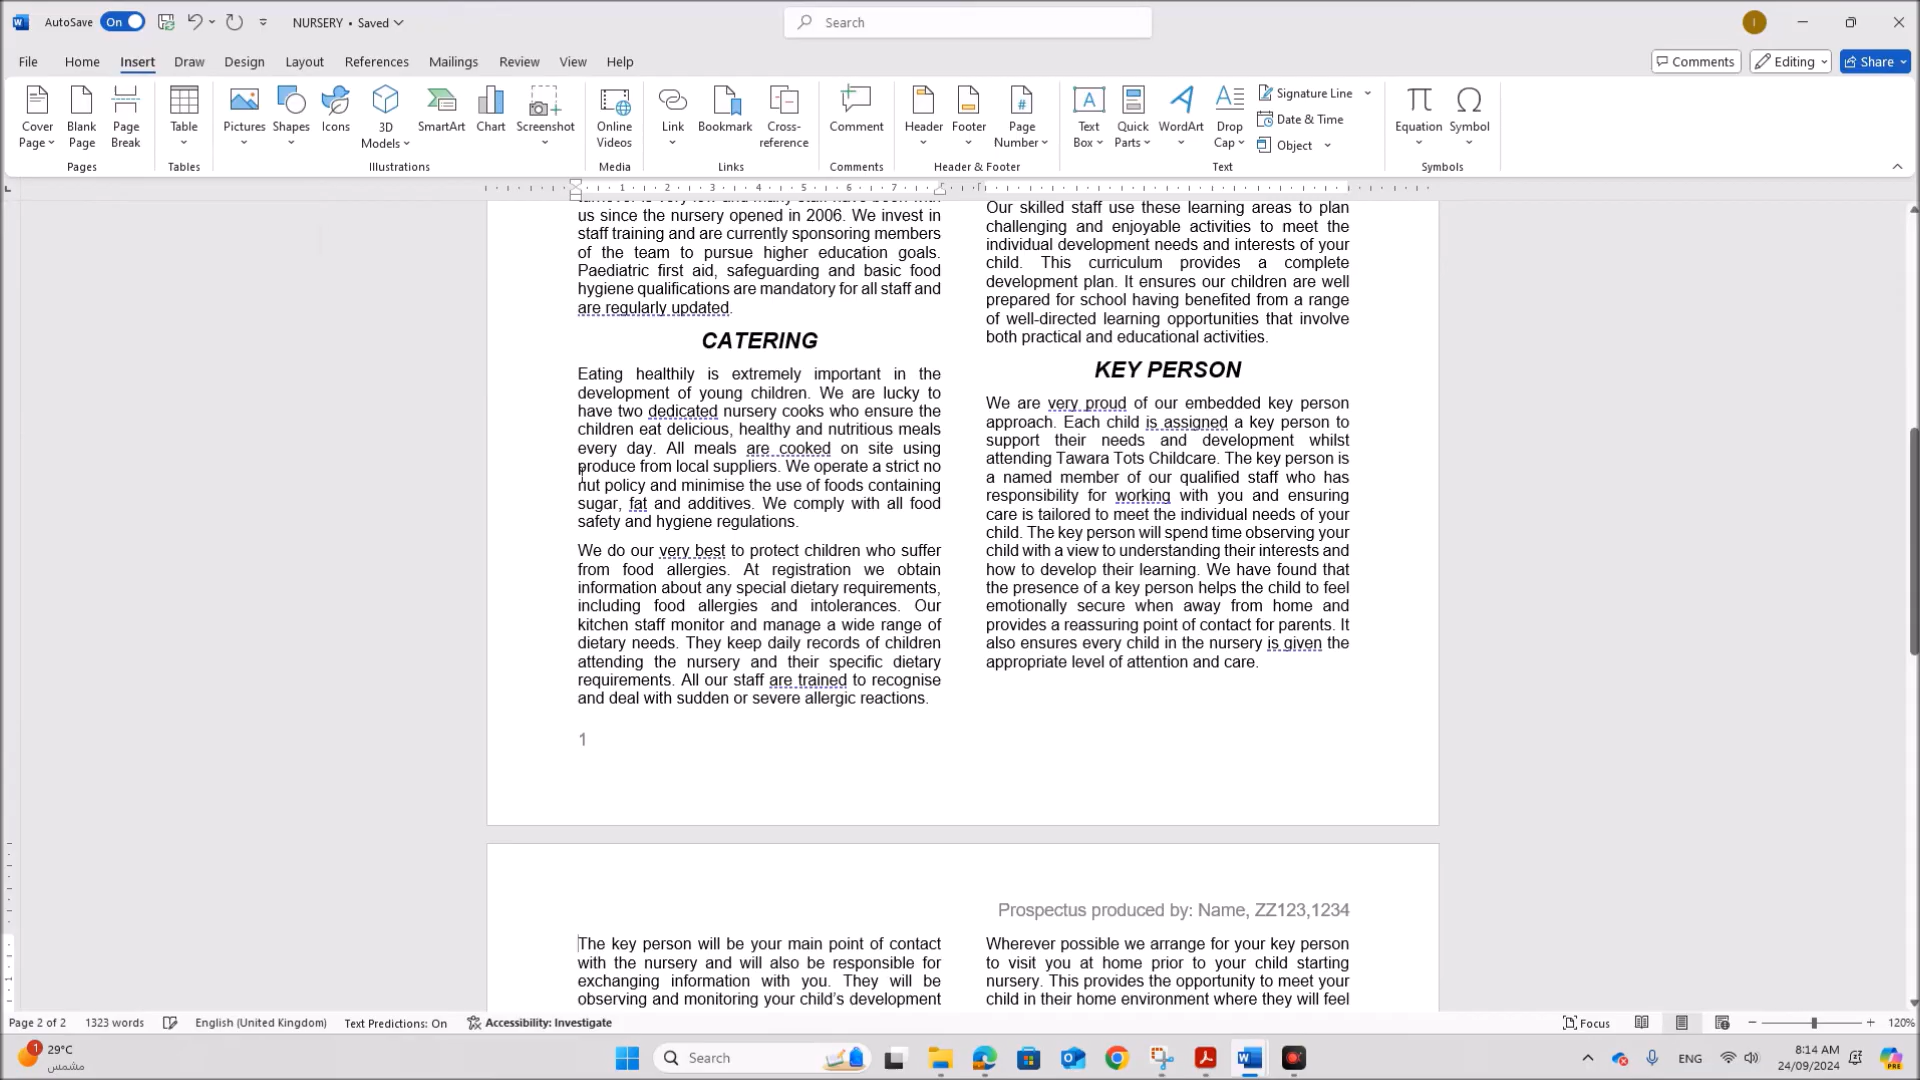 AutoSave On NURSERY • Saved Search
File Home Insert Draw Design Layout References Mailings Review View Help Comments Editing Share
Cover Page Blank Page Page Break Table Pictures Shapes Icons 3D Models SmartArt Chart Screenshot Online Videos Link Bookmark Cross-reference Comment Header Footer Page Number Text Box Quick Parts WordArt Drop Cap Signature Line Date & Time Object Equation Symbol
Pages Tables Illustrations Media Links Comments Header & Footer Text Symbols
1 2 3 4 5 6 7
turnover is very low and many staff have been with
us since the nursery opened in 2006. We invest in
staff training and are currently sponsoring members
of the team to pursue higher education goals.
Paediatric first aid, safeguarding and basic food
hygiene qualifications are mandatory for all staff and
are regularly updated.
CATERING
Eating healthily is extremely important in the
development of young children. We are lucky to
have two dedicated nursery cooks who ensure the
children eat delicious, healthy and nutritious meals
every day. All meals are cooked on site using
produce from local suppliers. We operate a strict no
nut policy and minimise the use of foods containing
sugar, fat and additives. We comply with all food
safety and hygiene regulations.
We do our very best to protect children who suffer
from food allergies. At registration we obtain
information about any special dietary requirements,
including food allergies and intolerances. Our
kitchen staff monitor and manage a wide range of
dietary needs. They keep daily records of children
attending the nursery and their specific dietary
requirements. All our staff are trained to recognise
and deal with sudden or severe allergic reactions.
Our skilled staff use these learning areas to plan
challenging and enjoyable activities to meet the
individual development needs and interests of your
child. This curriculum provides a complete
development plan. It ensures our children are well
prepared for school having benefited from a range
of well-directed learning opportunities that involve
both practical and educational activities.
KEY PERSON
We are very proud of our embedded key person
approach. Each child is assigned a key person to
support their needs and development whilst
attending Tawara Tots Childcare. The key person is
a named member of our qualified staff who has
responsibility for working with you and ensuring
care is tailored to meet the individual needs of your
child. The key person will spend time observing your
child with a view to understanding their interests and
how to develop their learning. We have found that
the presence of a key person helps the child to feel
emotionally secure when away from home and
provides a reassuring point of contact for parents. It
also ensures every child in the nursery is given the
appropriate level of attention and care.
1
Prospectus produced by: Name, ZZ123,1234
The key person will be your main point of contact
with the nursery and will also be responsible for
exchanging information with you. They will be
observing and monitoring your child's development
Wherever possible we arrange for your key person
to visit you at home prior to your child starting
nursery. This provides the opportunity to meet your
child in their home environment where they will feel
Page 2 of 2 1323 words English (United Kingdom) Text Predictions: On Accessibility: Investigate Focus 120%
1 29°C Search ENG 8:14 AM
مشمس 24/09/2024